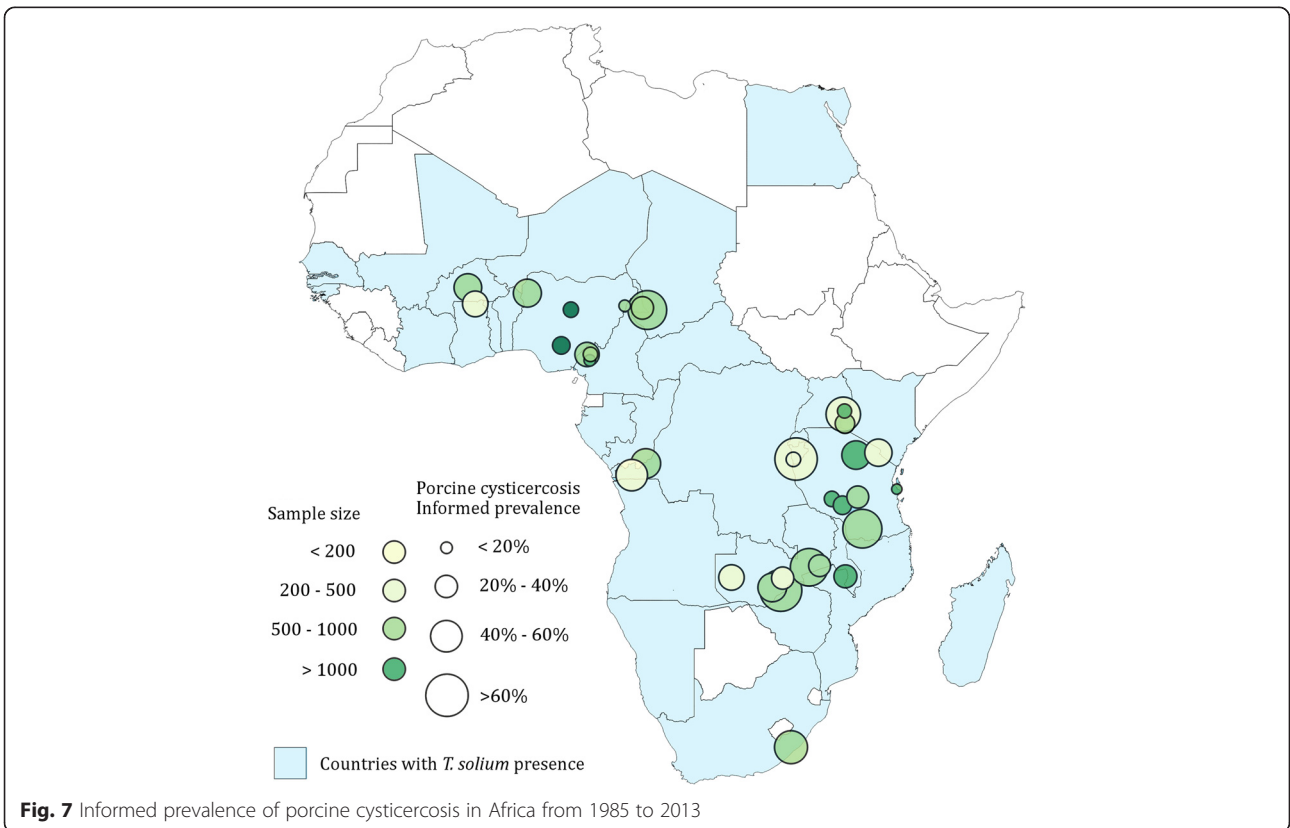 Porcine cysticercosis
Informed prevalence
Sample size
< 200
200 - 500
500 - 1000
> 1000
< 20%
20% - 40%
40% - 60%
>60%
Countries with T. solium presence
Fig. 7 Informed prevalence of porcine cysticercosis in Africa from 1985 to 2013